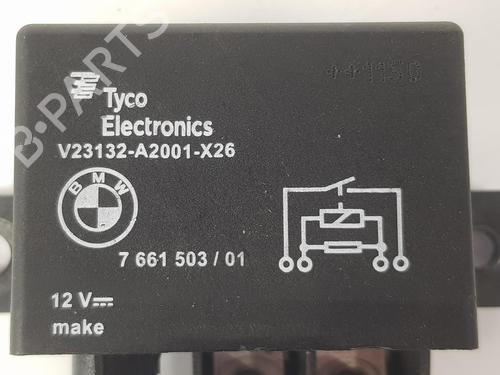 Tyco
Electronics
V23132-A2001-X26
BMW
7 661 503 / 01
12 V
make
B-PARTS